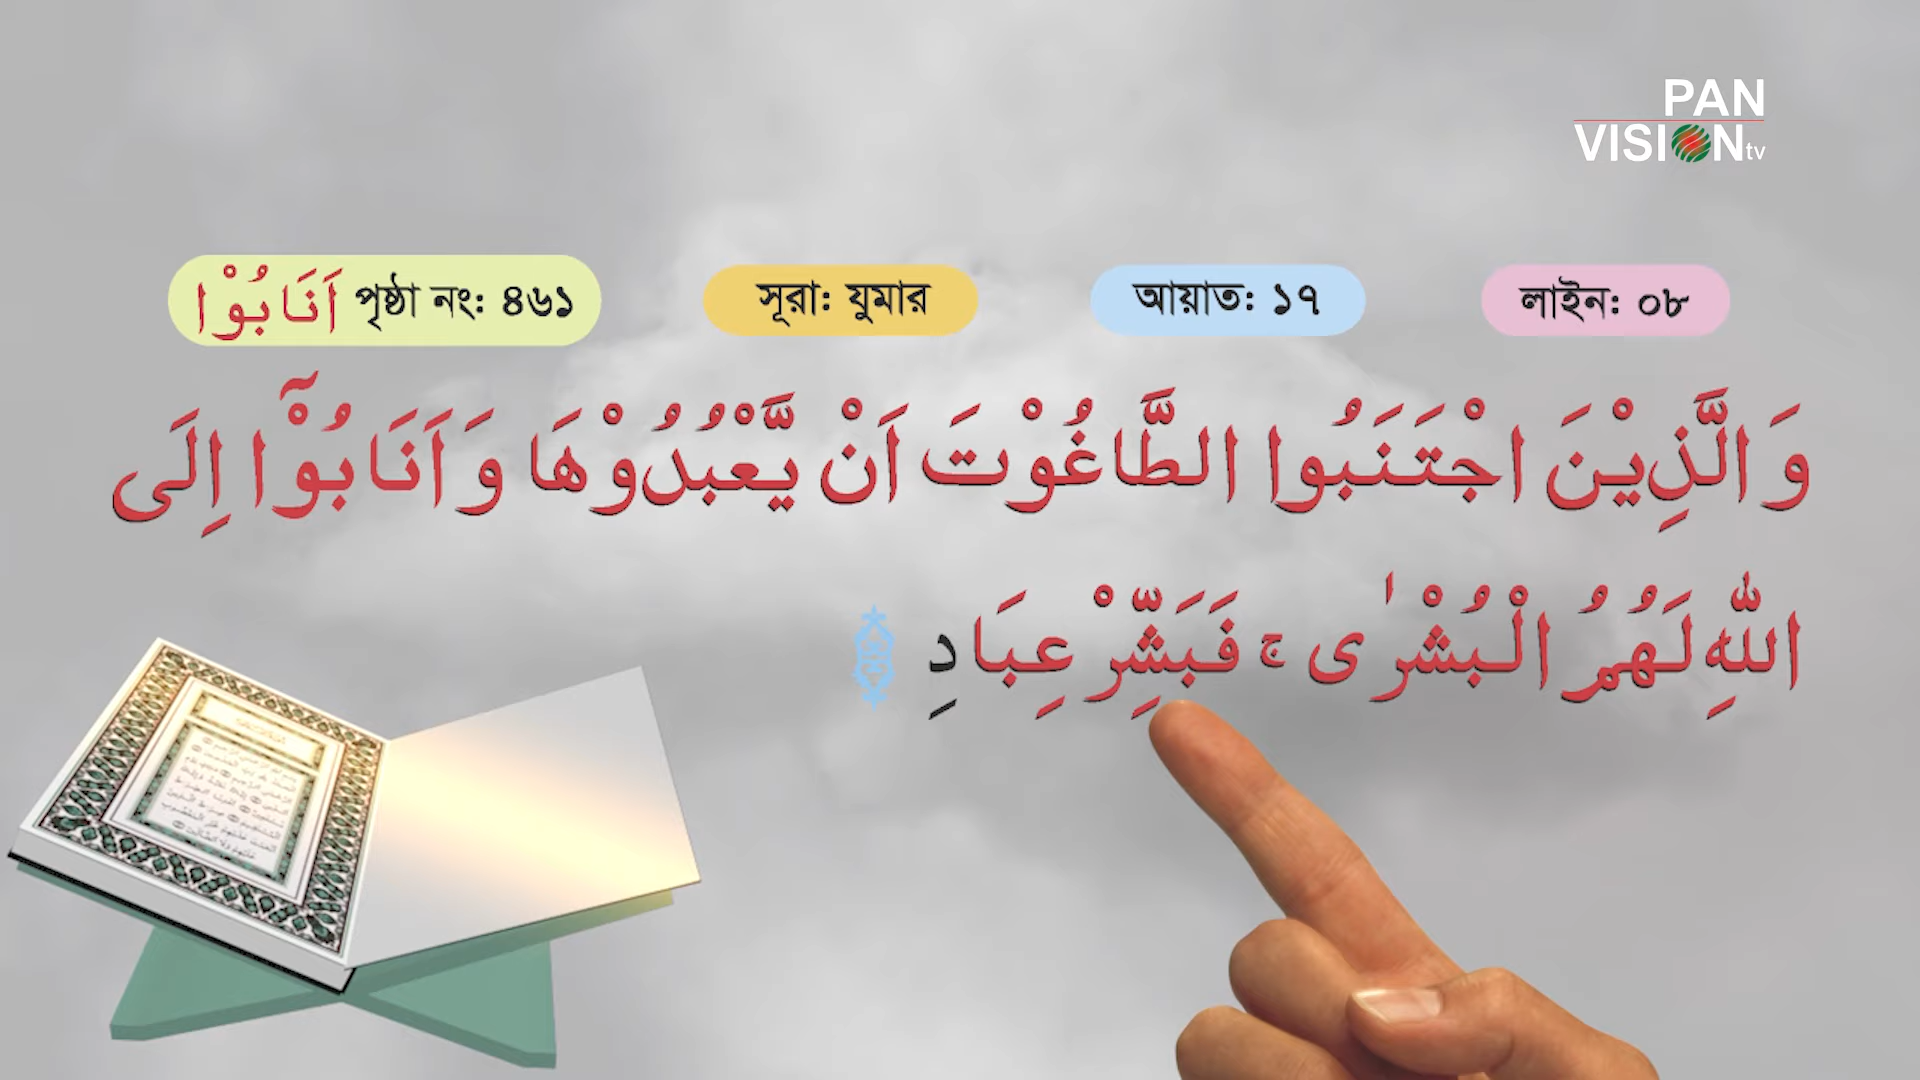 PAN
VISION tv
اَنَابُوْا পৃষ্ঠা নং: ৪৬১
সূরা: যুমার
আয়াত: ১৭
লাইন: ০৮
وَالَّذِيْنَ اجْتَنَبُوا الطَّاغُوْتَ اَنْ يَّعْبُدُوْهَا وَاَنَابُوْۤا اِلَى
اللّٰهِ لَهُمُ الْبُشْرٰى ۚ فَبَشِّرْ عِبَادِ